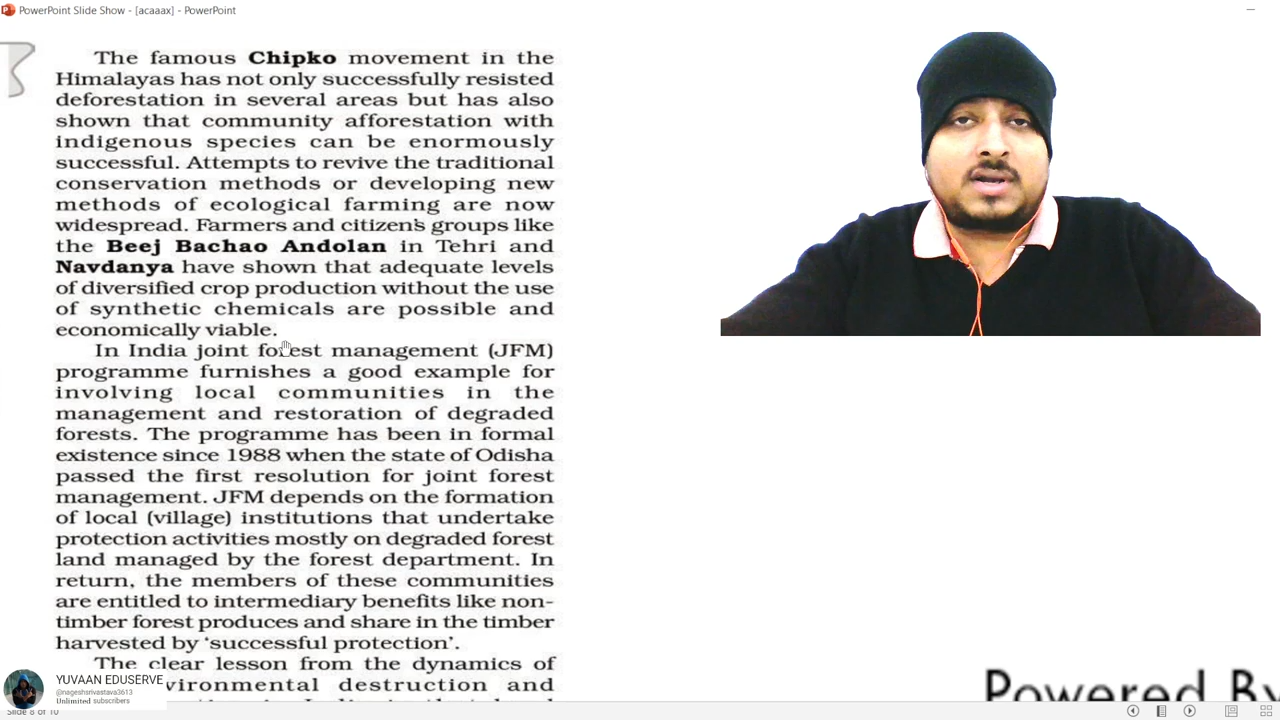 PowerPoint Slide Show - [acaaax] - PowerPoint
The famous Chipko movement in the
Himalayas has not only successfully resisted
deforestation in several areas but has also
shown that community afforestation with
indigenous species can be enormously
successful. Attempts to revive the traditional
conservation methods or developing new
methods of ecological farming are now
widespread. Farmers and citizen's groups like
the Beej Bachao Andolan in Tehri and
Navdanya have shown that adequate levels
of diversified crop production without the use
of synthetic chemicals are possible and
economically viable.
In India joint forest management (JFM)
programme furnishes a good example for
involving local communities in the
management and restoration of degraded
forests. The programme has been in formal
existence since 1988 when the state of Odisha
passed the first resolution for joint forest
management. JFM depends on the formation
of local (village) institutions that undertake
protection activities mostly on degraded forest
land managed by the forest department. In
return, the members of these communities
are entitled to intermediary benefits like non-
timber forest produces and share in the timber
harvested by ‘successful protection’.
The clear lesson from the dynamics of
vironmental destruction and
YUVAAN EDUSERVE
@nageshsrivastava3613
Unlimited subscribers
Powered By
Slide 8 of 10